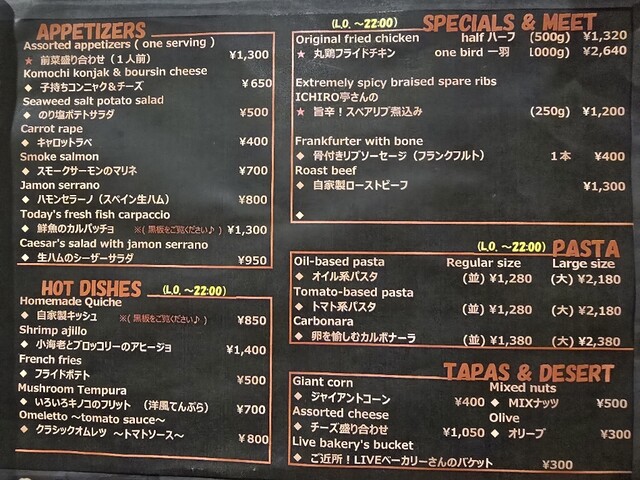 APPETIZERS
Assorted appetizers ( one serving )
★ 前菜盛り合わせ（１人前） ¥1,300
Komochi konjak & boursin cheese
◆ 子持ちコンニャク＆チーズ ¥650
Seaweed salt potato salad
◆ のり塩ポテトサラダ ¥500
Carrot rape
◆ キャロットラペ ¥400
Smoke salmon
◆ スモークサーモンのマリネ ¥700
Jamon serrano
◆ ハモンセラーノ（スペイン生ハム） ¥800
Today's fresh fish carpaccio
◆ 鮮魚のカルパッチョ ※( 黒板をご覧ください♪ ) ¥1,300
Caesar's salad with jamon serrano
◆ 生ハムのシーザーサラダ ¥950
HOT DISHES (L.O. ～22:00)
Homemade Quiche
◆ 自家製キッシュ ※( 黒板をご覧ください♪ ) ¥850
Shrimp ajillo
◆ 小海老とブロッコリーのアヒージョ ¥1,400
French fries
◆ フライドポテト ¥500
Mushroom Tempura
◆ いろいろキノコのフリット （洋風てんぷら） ¥700
Omeletto ～tomato sauce～
◆ クラシックオムレツ ～トマトソース～ ¥800
(L.O. ～22:00) SPECIALS & MEET
Original fried chicken half ハーフ (500g) ¥1,320
★ 丸鶏フライドチキン one bird 一羽 1000g) ¥2,640
Extremely spicy braised spare ribs
ICHIRO亭さんの
★ 旨辛！スペアリブ煮込み (250g) ¥1,200
Frankfurter with bone
◆ 骨付きリブソーセージ（フランクフルト） 1本 ¥400
Roast beef
◆ 自家製ローストビーフ ¥1,300
◆
(L.O. ～22:00) PASTA
Oil-based pasta Regular size Large size
◆ オイル系パスタ (並) ¥1,280 (大) ¥2,180
Tomato-based pasta
◆ トマト系パスタ (並) ¥1,280 (大) ¥2,180
Carbonara
◆ 卵を愉しむカルボナーラ (並) ¥1,380 (大) ¥2,380
TAPAS & DESERT
Giant corn Mixed nuts
◆ ジャイアントコーン ¥400 ◆ MIXナッツ ¥500
Assorted cheese Olive
◆ チーズ盛り合わせ ¥1,050 ◆ オリーブ ¥300
Live bakery's bucket
◆ ご近所！LIVEベーカリーさんのバケット ¥300